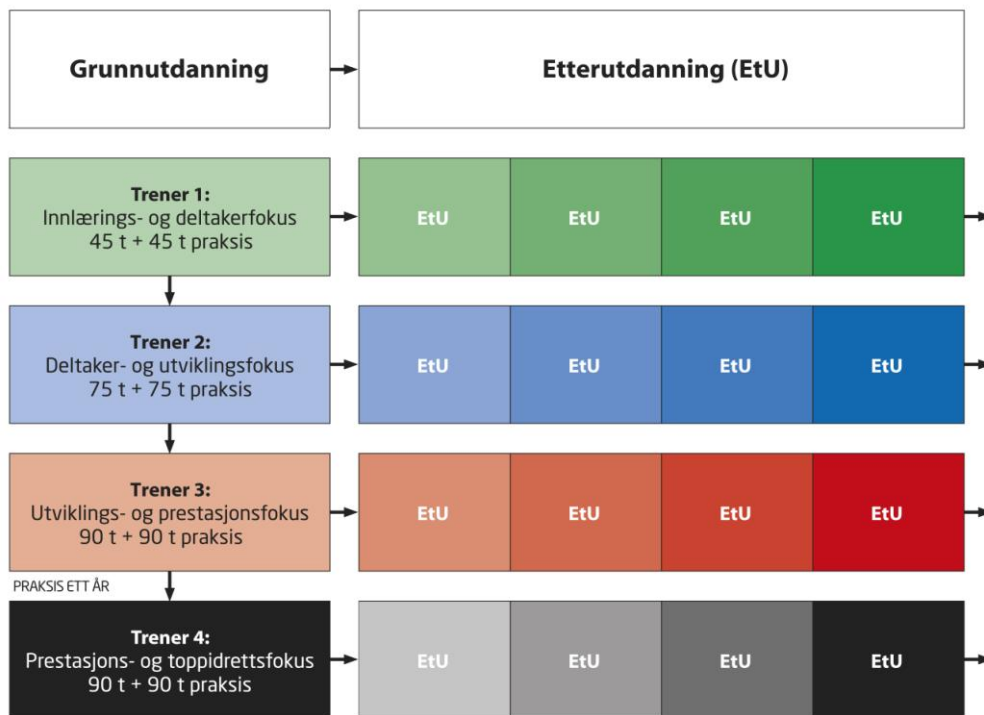 Grunnutdanning
Etterutdanning (EtU)
Trener 1:
Innlærings- og deltakerfokus
45 t + 45 t praksis
EtU
EtU
EtU
EtU
Trener 2:
Deltaker- og utviklingsfokus
75 t + 75 t praksis
EtU
EtU
EtU
EtU
Trener 3:
Utviklings- og prestasjonsfokus
90 t + 90 t praksis
EtU
EtU
EtU
EtU
PRAKSIS ETT ÅR
Trener 4:
Prestasjons- og toppidrettsfokus
90 t + 90 t praksis
EtU
EtU
EtU
EtU